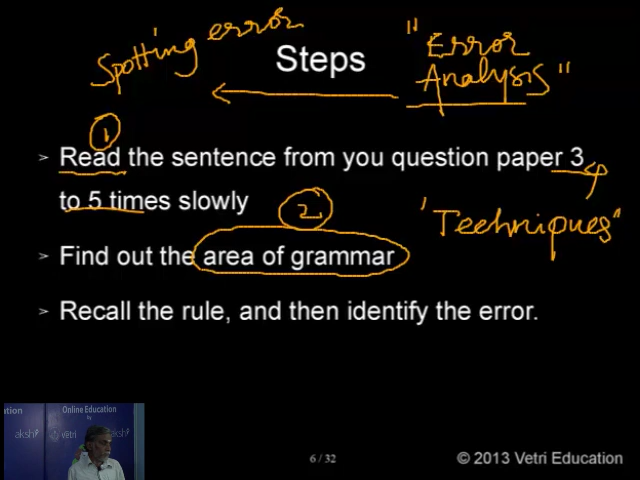 Spotting error
Steps
"Error
Analysis"
1
> Read the sentence from you question paper 3
to 5 times slowly
2
'Techniques"
> Find out the area of grammar
> Recall the rule, and then identify the error.
Online Education
by
akshi
vetri
akshi
6 / 32
© 2013 Vetri Education